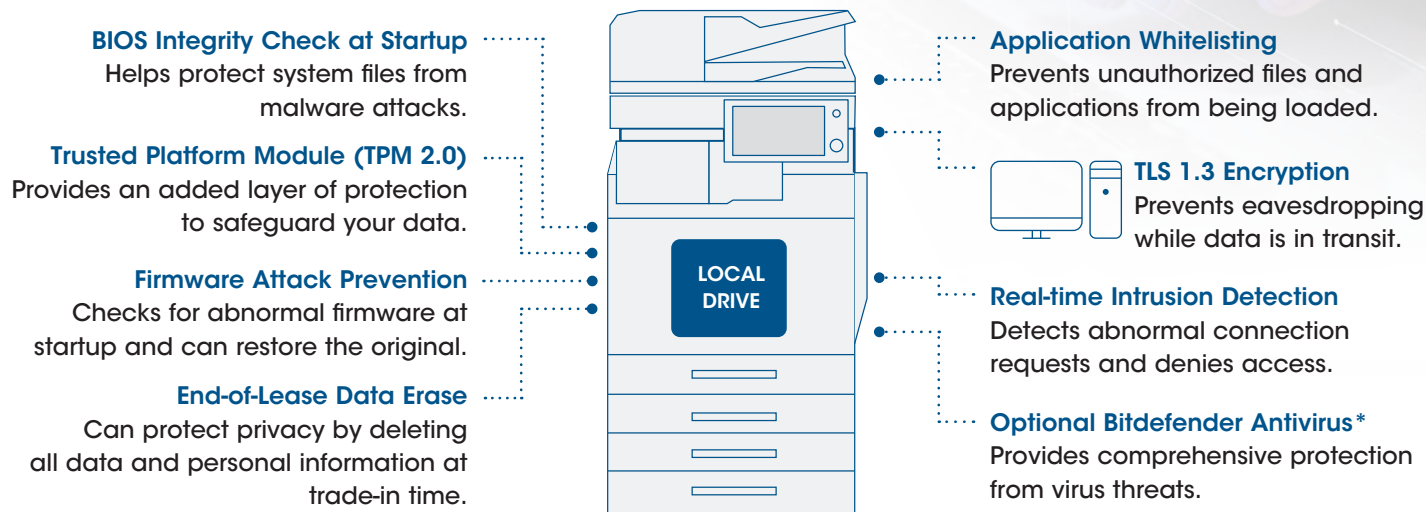 BIOS Integrity Check at Startup
Helps protect system files from
malware attacks.
Trusted Platform Module (TPM 2.0)
Provides an added layer of protection
to safeguard your data.
Firmware Attack Prevention
Checks for abnormal firmware at
startup and can restore the original.
End-of-Lease Data Erase
Can protect privacy by deleting
all data and personal information at
trade-in time.
LOCAL
DRIVE
Application Whitelisting
Prevents unauthorized files and
applications from being loaded.
TLS 1.3 Encryption
Prevents eavesdropping
while data is in transit.
Real-time Intrusion Detection
Detects abnormal connection
requests and denies access.
Optional Bitdefender Antivirus*
Provides comprehensive protection
from virus threats.